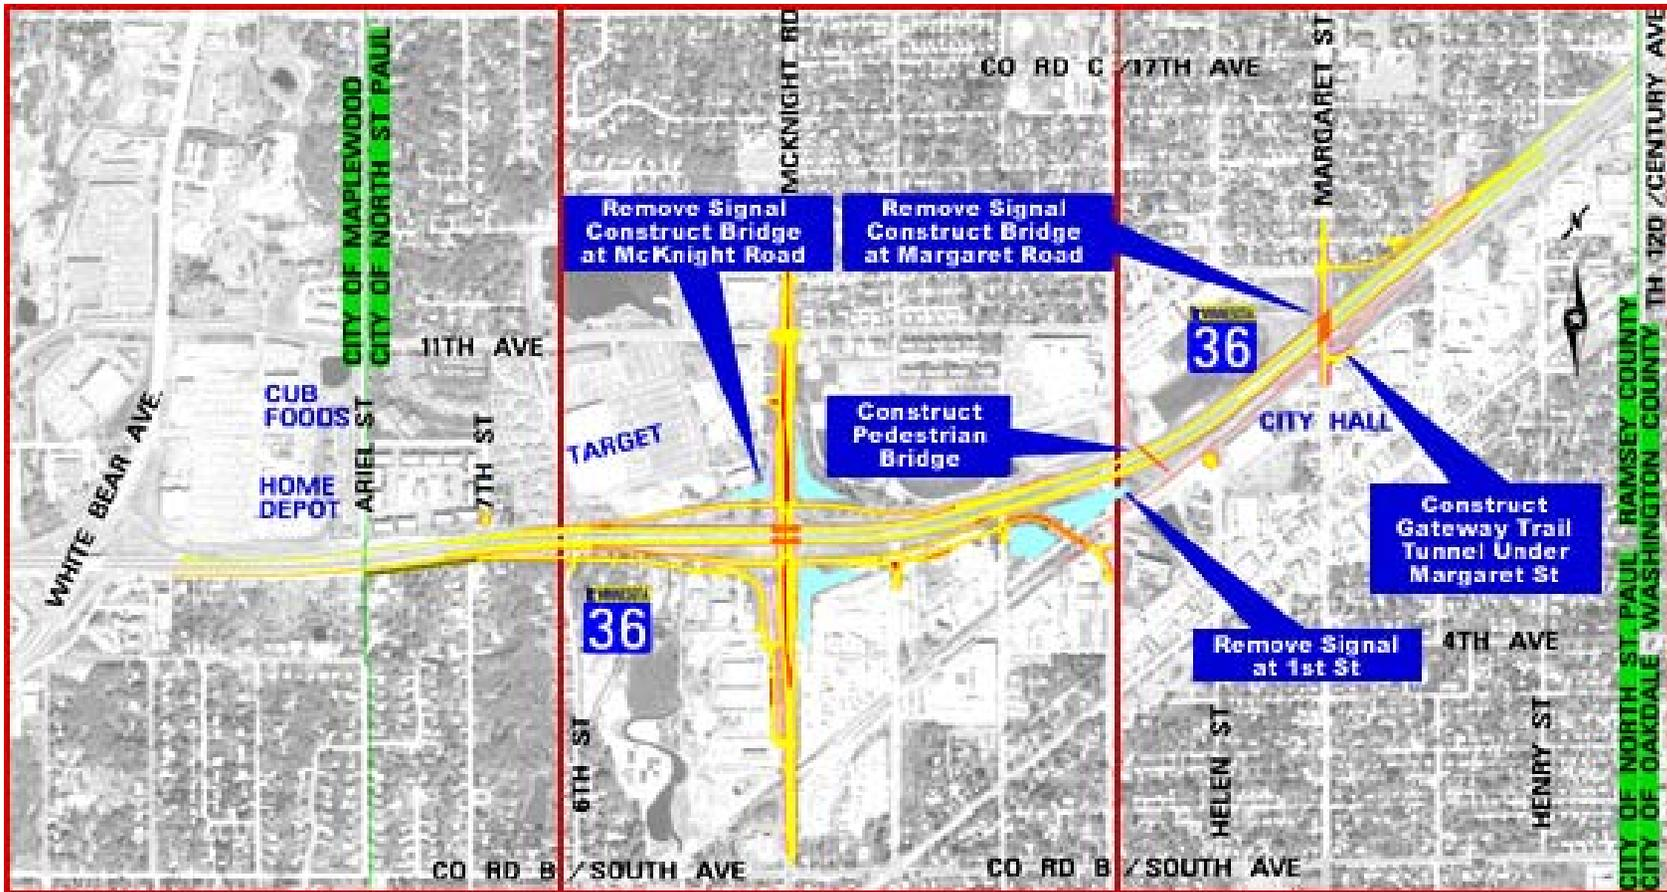 CITY OF MAPLEWOOD
CITY OF NORTH ST PAUL
MCKNIGHT RD
CO RD C /17TH AVE
MARGARET ST
TH 120 /CENTURY AVE
Remove Signal
Construct Bridge
at McKnight Road
Remove Signal
Construct Bridge
at Margaret Road
MINNESOTA
36
11TH AVE
CUB
FOODS
WHITE BEAR AVE.
ARIEL ST
7TH ST
TARGET
Construct
Pedestrian
Bridge
CITY HALL
HOME
DEPOT
Construct
Gateway Trail
Tunnel Under
Margaret St
MINNESOTA
36
Remove Signal
at 1st St
4TH AVE
6TH ST
HELEN ST
HENRY ST
CITY OF NORTH ST. PAUL RAMSEY COUNTY
CITY OF OAKDALE - WASHINGTON COUNTY
CO RD B /SOUTH AVE
CO RD B /SOUTH AVE